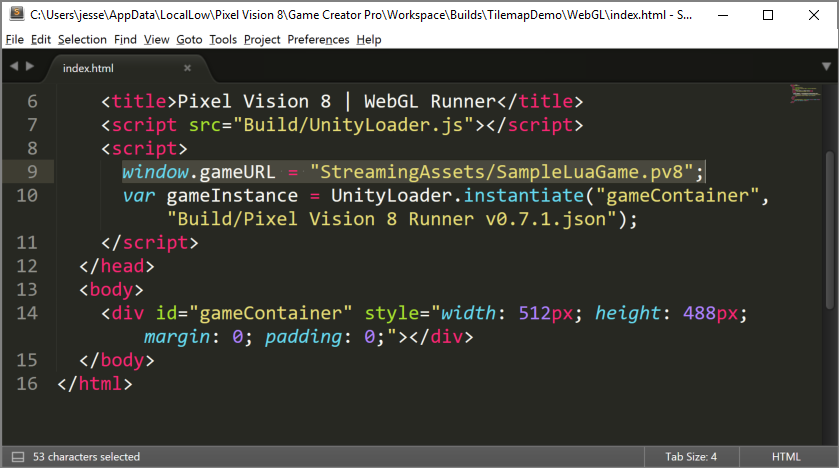 C:\Users\jesse\AppData\LocalLow\Pixel Vision 8\Game Creator Pro\Workspace\Builds\TilemapDemo\WebGL\index.html - S...
File Edit Selection Find View Goto Tools Project Preferences Help
index.html
6 <title>Pixel Vision 8 | WebGL Runner</title>
7 <script src="Build/UnityLoader.js"></script>
8 <script>
9 window.gameURL = "StreamingAssets/SampleLuaGame.pv8";
10 var gameInstance = UnityLoader.instantiate("gameContainer",
"Build/Pixel Vision 8 Runner v0.7.1.json");
11 </script>
12 </head>
13 <body>
14 <div id="gameContainer" style="width: 512px; height: 488px;
margin: 0; padding: 0;"></div>
15 </body>
16 </html>
53 characters selected Tab Size: 4 HTML